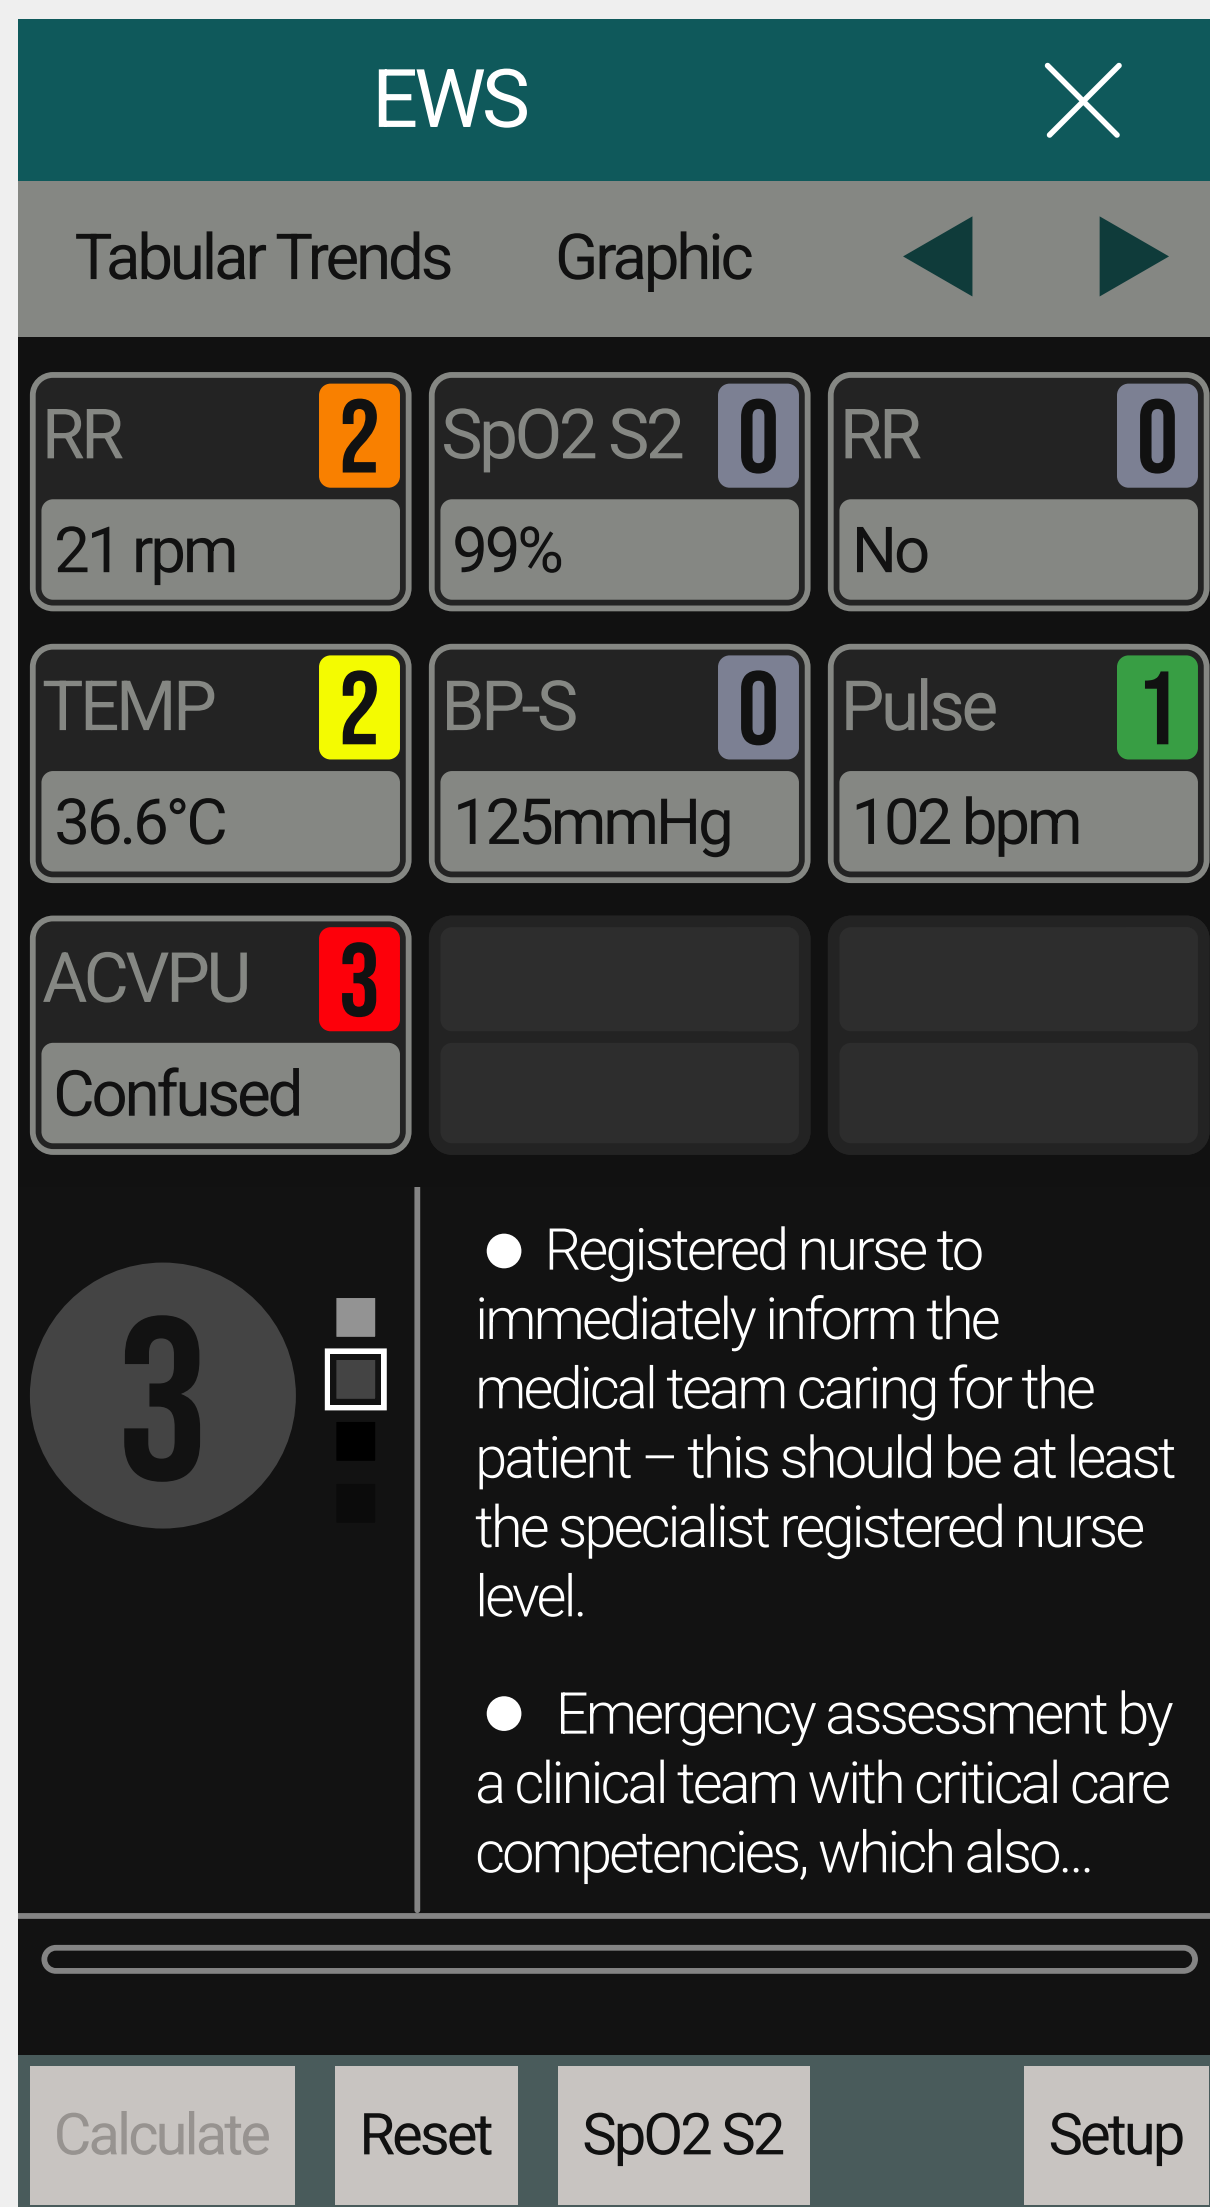 EWS
Tabular Trends Graphic
RR 2 SpO2 S2 0 RR 0
21 rpm 99% No
TEMP 2 BP-S 0 Pulse 1
36.6°C 125mmHg 102 bpm
ACVPU 3
Confused
3
● Registered nurse to
immediately inform the
medical team caring for the
patient – this should be at least
the specialist registered nurse
level.
● Emergency assessment by
a clinical team with critical care
competencies, which also...
Calculate Reset SpO2 S2 Setup